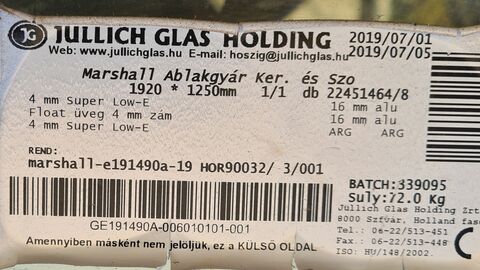 JG JULLICH GLAS HOLDING 2019/07/01
Web: www.jullichglas.hu E-mail: hoszig@jullichglas.hu 2019/07/05
Marshall Ablakgyár Ker. és Szo
1920 * 1250mm 1/1 db 22451464/8
4 mm Super Low-E 16 mm alu
Float üveg 4 mm zám 16 mm alu
4 mm Super Low-E ARG ARG
REND:
marshall-e191490a-19 HOR90032/ 3/001
BATCH:339095
Suly:72.0 Kg
GE191490A-006010101-001
Jullich Glas Holding Zrt
8000 Szfvar, Holland fas
Tel.: 06-22/513-451
Fax.: 06-22/513-448
ISO: HU/148/2002.
Amennyiben másként nem jelöljük, ez a KÜLSŐ OLDAL